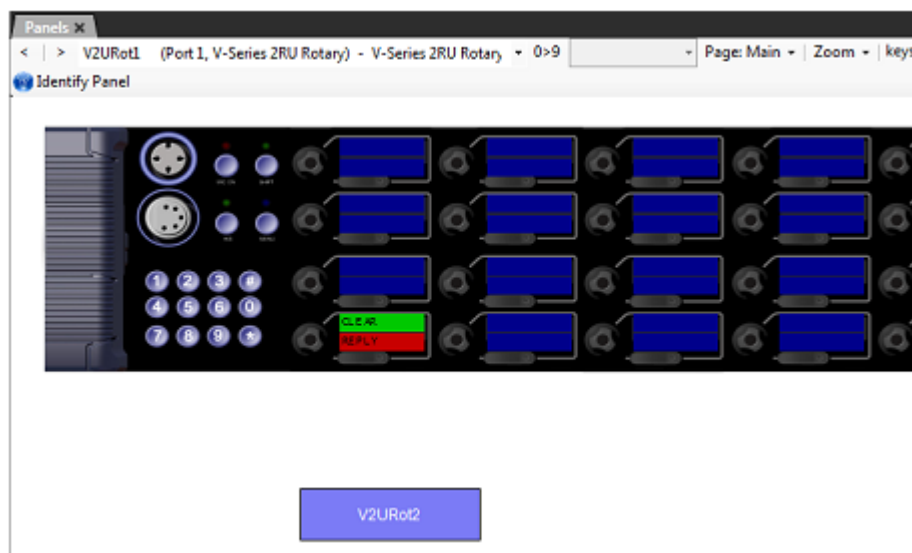 Panels ×
< | > V2URot1 (Port 1, V-Series 2RU Rotary) - V-Series 2RU Rotary 0>9 Page: Main Zoom keys
Identify Panel
1 2 3 #
4 5 6 0
7 8 9 *
CLEAR
REPLY
V2URot2